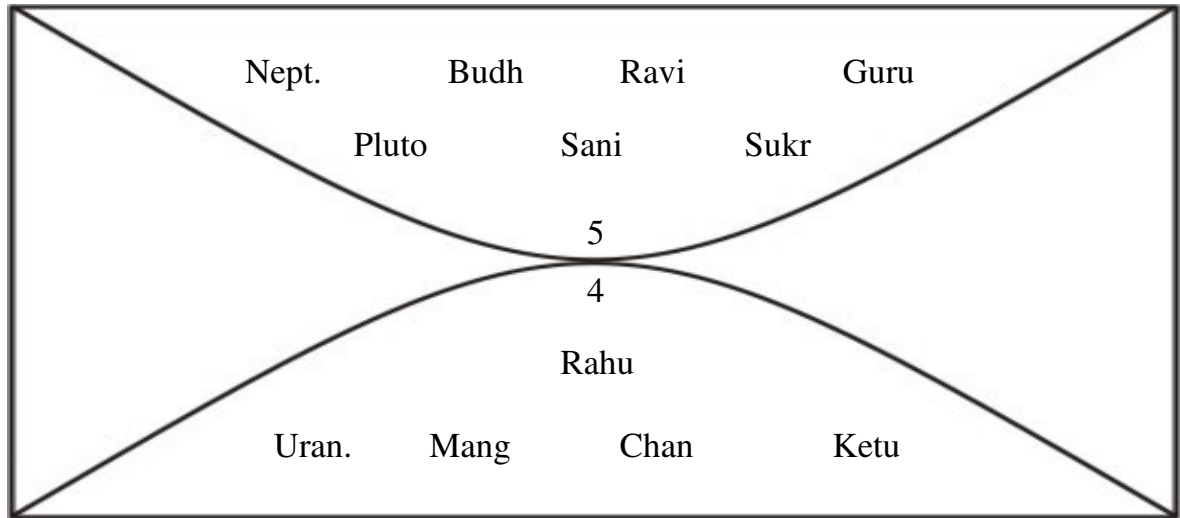 Nept. Budh Ravi Guru
Pluto Sani Sukr
5
4
Rahu
Uran. Mang Chan Ketu